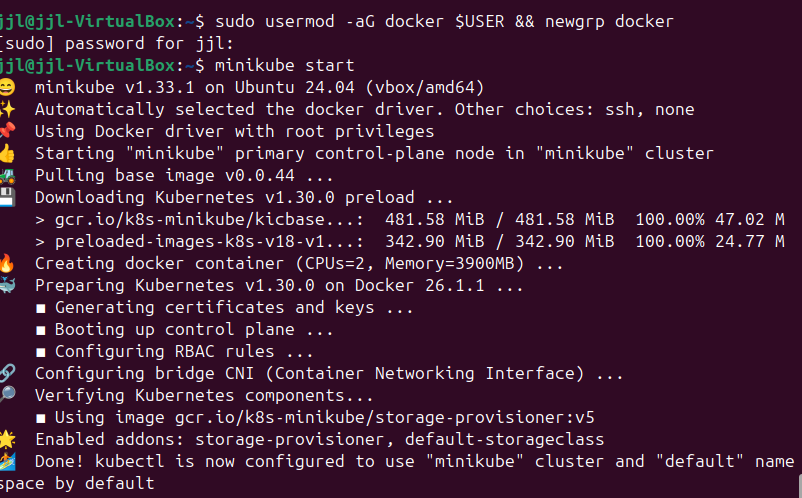 jjl@jjl-VirtualBox:~$ sudo usermod -aG docker $USER && newgrp docker
[sudo] password for jjl:
jjl@jjl-VirtualBox:~$ minikube start
😄 minikube v1.33.1 on Ubuntu 24.04 (vbox/amd64)
✨ Automatically selected the docker driver. Other choices: ssh, none
📌 Using Docker driver with root privileges
👍 Starting "minikube" primary control-plane node in "minikube" cluster
🚜 Pulling base image v0.0.44 ...
💾 Downloading Kubernetes v1.30.0 preload ...
> gcr.io/k8s-minikube/kicbase...: 481.58 MiB / 481.58 MiB 100.00% 47.02 M
> preloaded-images-k8s-v18-v1...: 342.90 MiB / 342.90 MiB 100.00% 24.77 M
🔥 Creating docker container (CPUs=2, Memory=3900MB) ...
🐳 Preparing Kubernetes v1.30.0 on Docker 26.1.1 ...
▪ Generating certificates and keys ...
▪ Booting up control plane ...
▪ Configuring RBAC rules ...
🔗 Configuring bridge CNI (Container Networking Interface) ...
🔎 Verifying Kubernetes components...
▪ Using image gcr.io/k8s-minikube/storage-provisioner:v5
🌟 Enabled addons: storage-provisioner, default-storageclass
🏄 Done! kubectl is now configured to use "minikube" cluster and "default" name
space by default